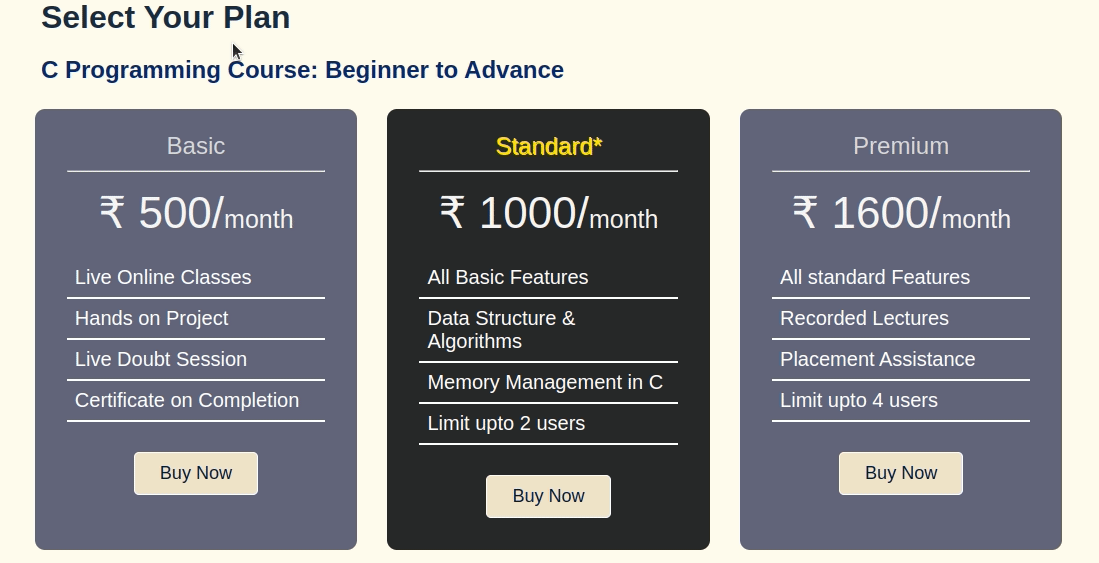 Select Your Plan
C Programming Course: Beginner to Advance
Basic
₹ 500/month
Live Online Classes
Hands on Project
Live Doubt Session
Certificate on Completion
Buy Now
Standard*
₹ 1000/month
All Basic Features
Data Structure &
Algorithms
Memory Management in C
Limit upto 2 users
Buy Now
Premium
₹ 1600/month
All standard Features
Recorded Lectures
Placement Assistance
Limit upto 4 users
Buy Now